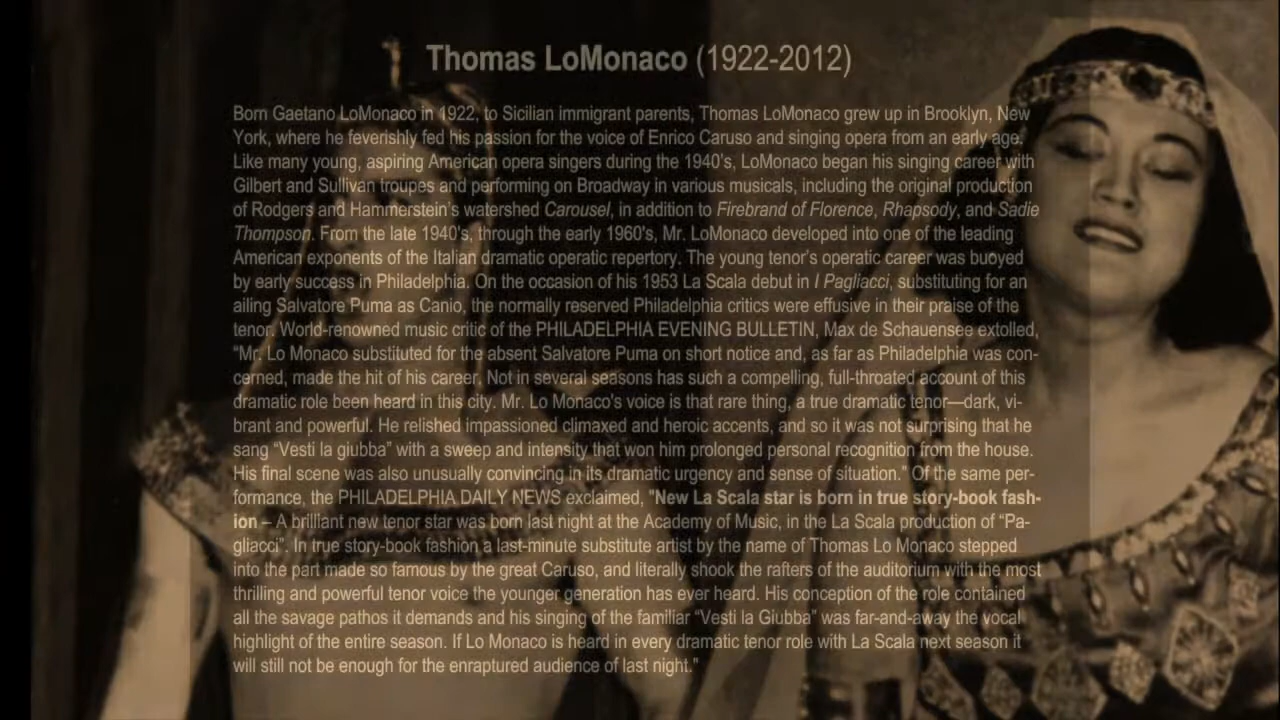 Thomas LoMonaco (1922-2012)
Born Gaetano LoMonaco in 1922, to Sicilian immigrant parents, Thomas LoMonaco grew up in Brooklyn, New
York, where he feverishly fed his passion for the voice of Enrico Caruso and singing opera from an early age.
Like many young, aspiring American opera singers during the 1940's, LoMonaco began his singing career with
Gilbert and Sullivan troupes and performing on Broadway in various musicals, including the original production
of Rodgers and Hammerstein's watershed Carousel, in addition to Firebrand of Florence, Rhapsody, and Sadie
Thompson. From the late 1940's, through the early 1960's, Mr. LoMonaco developed into one of the leading
American exponents of the Italian dramatic operatic repertory. The young tenor's operatic career was buoyed
by early success in Philadelphia. On the occasion of his 1953 La Scala debut in I Pagliacci, substituting for an
ailing Salvatore Puma as Canio, the normally reserved Philadelphia critics were effusive in their praise of the
tenor. World-renowned music critic of the PHILADELPHIA EVENING BULLETIN, Max de Schauensee extolled,
"Mr. Lo Monaco substituted for the absent Salvatore Puma on short notice and, as far as Philadelphia was con-
cerned, made the hit of his career. Not in several seasons has such a compelling, full-throated account of this
dramatic role been heard in this city. Mr. Lo Monaco's voice is that rare thing, a true dramatic tenor—dark, vi-
brant and powerful. He relished impassioned climaxed and heroic accents, and so it was not surprising that he
sang “Vesti la giubba” with a sweep and intensity that won him prolonged personal recognition from the house.
His final scene was also unusually convincing in its dramatic urgency and sense of situation." Of the same per-
formance, the PHILADELPHIA DAILY NEWS exclaimed, "New La Scala star is born in true story-book fash-
ion – A brilliant new tenor star was born last night at the Academy of Music, in the La Scala production of “Pa-
gliacci”. In true story-book fashion a last-minute substitute artist by the name of Thomas Lo Monaco stepped
into the part made so famous by the great Caruso, and literally shook the rafters of the auditorium with the most
thrilling and powerful tenor voice the younger generation has ever heard. His conception of the role contained
all the savage pathos it demands and his singing of the familiar “Vesti la Giubba” was far-and-away the vocal
highlight of the entire season. If Lo Monaco is heard in every dramatic tenor role with La Scala next season it
will still not be enough for the enraptured audience of last night."